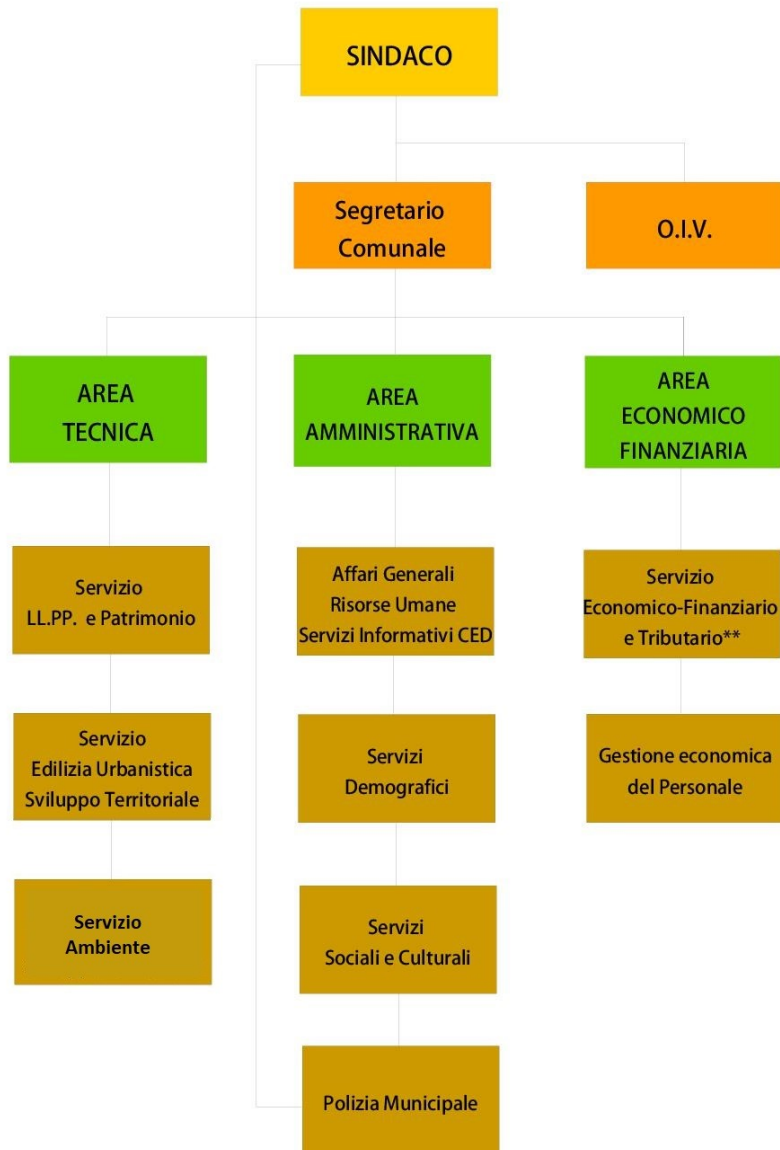 SINDACO
Segretario
Comunale
O.I.V.
AREA
TECNICA
AREA
AMMINISTRATIVA
AREA
ECONOMICO
FINANZIARIA
Servizio
LL.PP. e Patrimonio
Affari Generali
Risorse Umane
Servizi Informativi CED
Servizio
Economico-Finanziario
e Tributario**
Servizio
Edilizia Urbanistica
Sviluppo Territoriale
Servizi
Demografici
Gestione economica
del Personale
Servizio
Ambiente
Servizi
Sociali e Culturali
Polizia Municipale